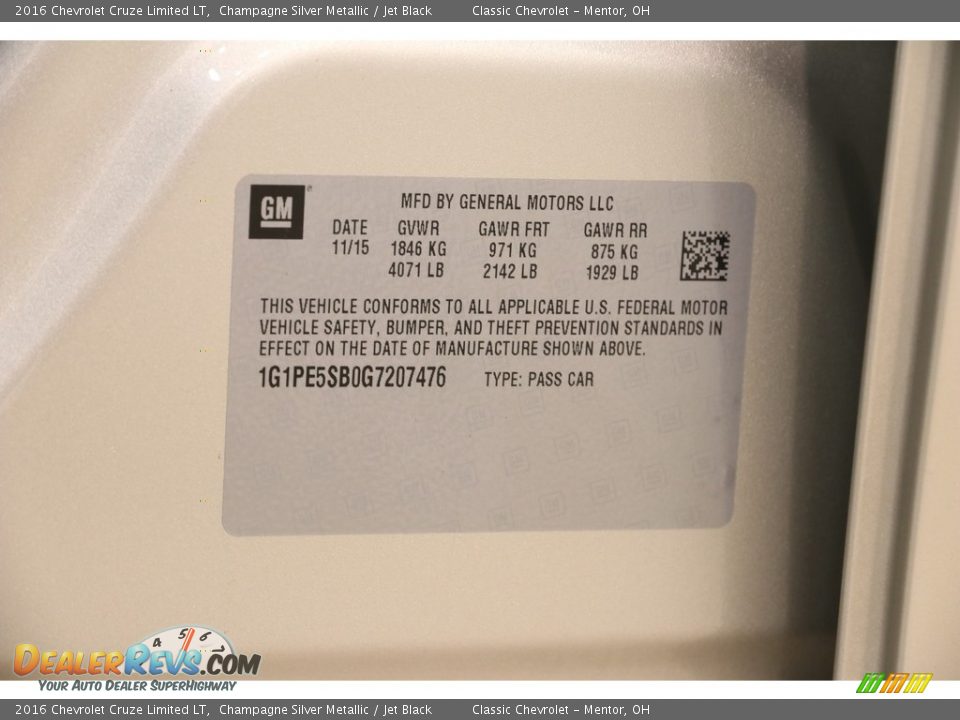 2016 Chevrolet Cruze Limited LT, Champagne Silver Metallic / Jet Black Classic Chevrolet - Mentor, OH
GM MFD BY GENERAL MOTORS LLC
DATE GVWR GAWR FRT GAWR RR
11/15 1846 KG 971 KG 875 KG
4071 LB 2142 LB 1929 LB
THIS VEHICLE CONFORMS TO ALL APPLICABLE U.S. FEDERAL MOTOR
VEHICLE SAFETY, BUMPER, AND THEFT PREVENTION STANDARDS IN
EFFECT ON THE DATE OF MANUFACTURE SHOWN ABOVE.
1G1PE5SB0G7207476 TYPE: PASS CAR
4 5 6
DEALERREVS.COM
YOUR AUTO DEALER SUPERHIGHWAY
2016 Chevrolet Cruze Limited LT, Champagne Silver Metallic / Jet Black Classic Chevrolet - Mentor, OH